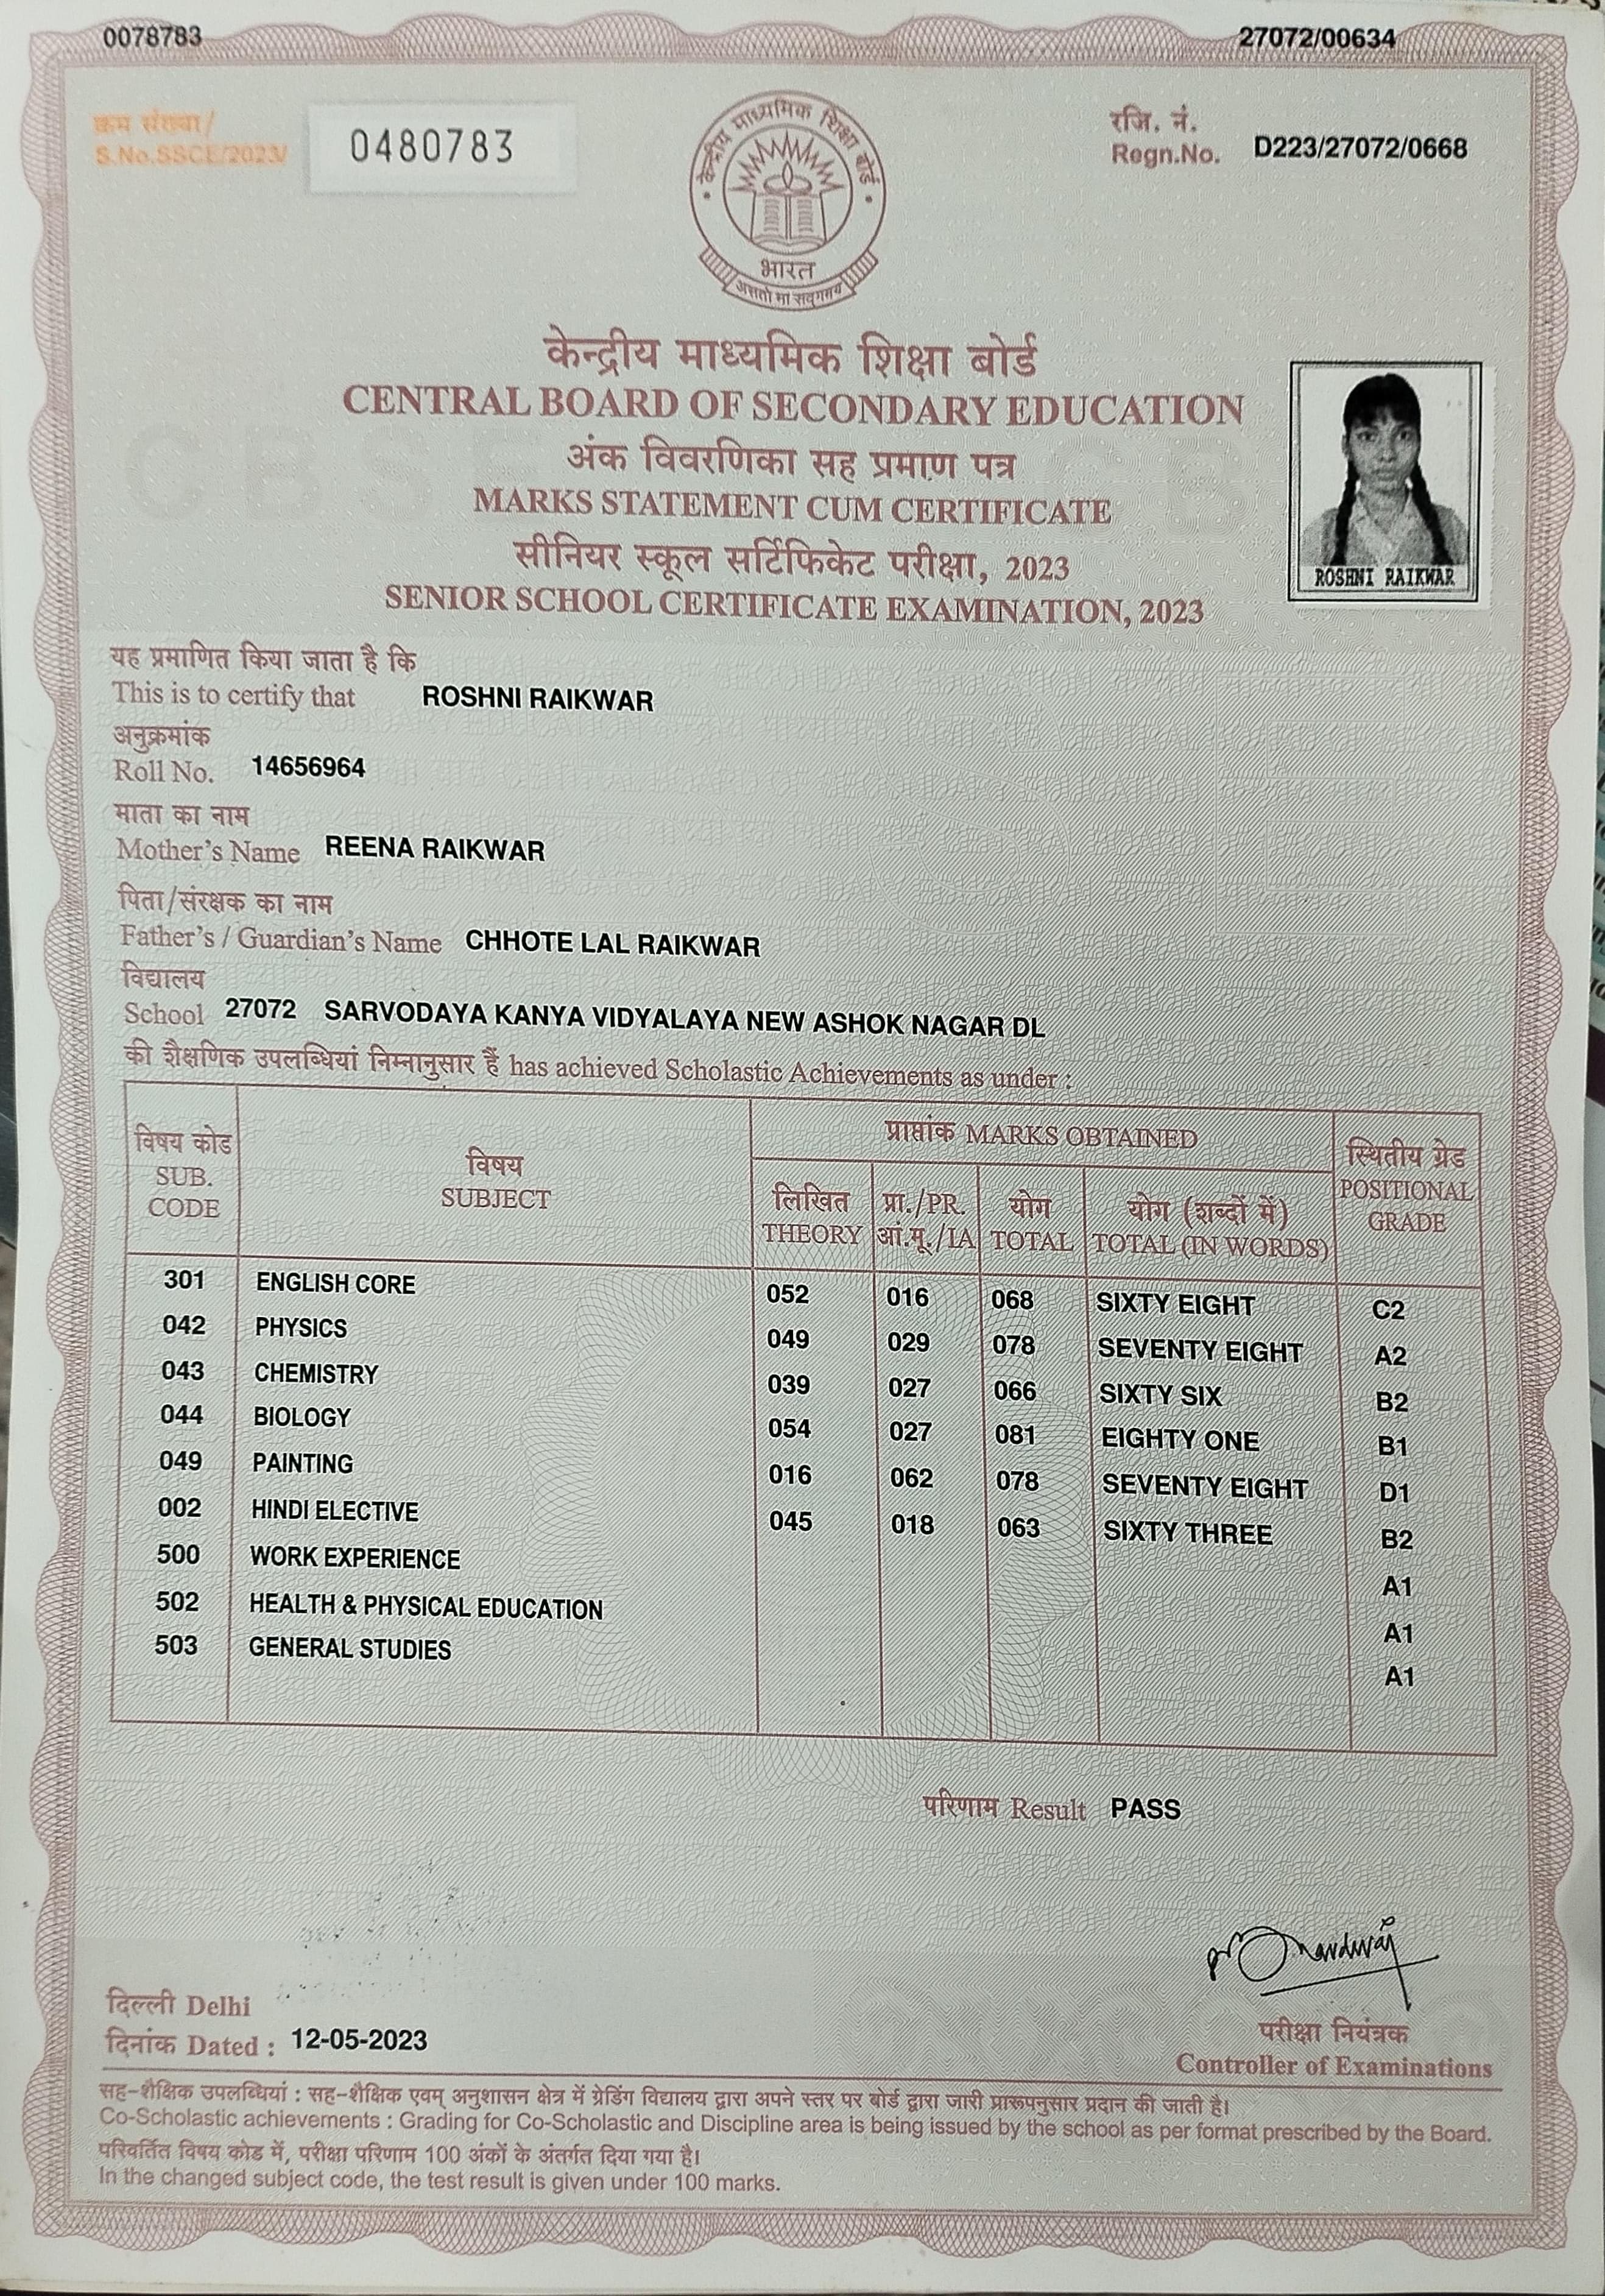 0078783
27072/00634
क्रम संख्या/
S.No.SSCE/2023/
0480783
रजि. नं.
Regn.No. D223/27072/0668
केन्द्रीय माध्यमिक शिक्षा बोर्ड
भारत
असतो मा सद्गमय
केन्द्रीय माध्यमिक शिक्षा बोर्ड
CENTRAL BOARD OF SECONDARY EDUCATION
अंक विवरणिका सह प्रमाण पत्र
MARKS STATEMENT CUM CERTIFICATE
सीनियर स्कूल सर्टिफिकेट परीक्षा, 2023
SENIOR SCHOOL CERTIFICATE EXAMINATION, 2023
ROSHNI RAIKWAR
यह प्रमाणित किया जाता है कि
This is to certify that ROSHNI RAIKWAR
अनुक्रमांक
Roll No. 14656964
माता का नाम
Mother's Name REENA RAIKWAR
पिता/संरक्षक का नाम
Father's / Guardian's Name CHHOTE LAL RAIKWAR
विद्यालय
School 27072 SARVODAYA KANYA VIDYALAYA NEW ASHOK NAGAR DL
की शैक्षणिक उपलब्धियां निम्नानुसार हैं has achieved Scholastic Achievements as under :
विषय कोड
SUB.
CODE
विषय
SUBJECT
प्राप्तांक MARKS OBTAINED
लिखित
THEORY
प्रा./PR.
आं.मू./IA
योग
TOTAL
योग (शब्दों में)
TOTAL (IN WORDS)
स्थितीय ग्रेड
POSITIONAL
GRADE
301 ENGLISH CORE 052 016 068 SIXTY EIGHT C2
042 PHYSICS 049 029 078 SEVENTY EIGHT A2
043 CHEMISTRY 039 027 066 SIXTY SIX B2
044 BIOLOGY 054 027 081 EIGHTY ONE B1
049 PAINTING 016 062 078 SEVENTY EIGHT D1
002 HINDI ELECTIVE 045 018 063 SIXTY THREE B2
500 WORK EXPERIENCE A1
502 HEALTH & PHYSICAL EDUCATION A1
503 GENERAL STUDIES A1
परिणाम Result PASS
दिल्ली Delhi
दिनांक Dated : 12-05-2023
परीक्षा नियंत्रक
Controller of Examinations
सह-शैक्षिक उपलब्धियां : सह-शैक्षिक एवम् अनुशासन क्षेत्र में ग्रेडिंग विद्यालय द्वारा अपने स्तर पर बोर्ड द्वारा जारी प्रारूपनुसार प्रदान की जाती है।
Co-Scholastic achievements : Grading for Co-Scholastic and Discipline area is being issued by the school as per format prescribed by the Board.
परिवर्तित विषय कोड में, परीक्षा परिणाम 100 अंकों के अंतर्गत दिया गया है।
In the changed subject code, the test result is given under 100 marks.